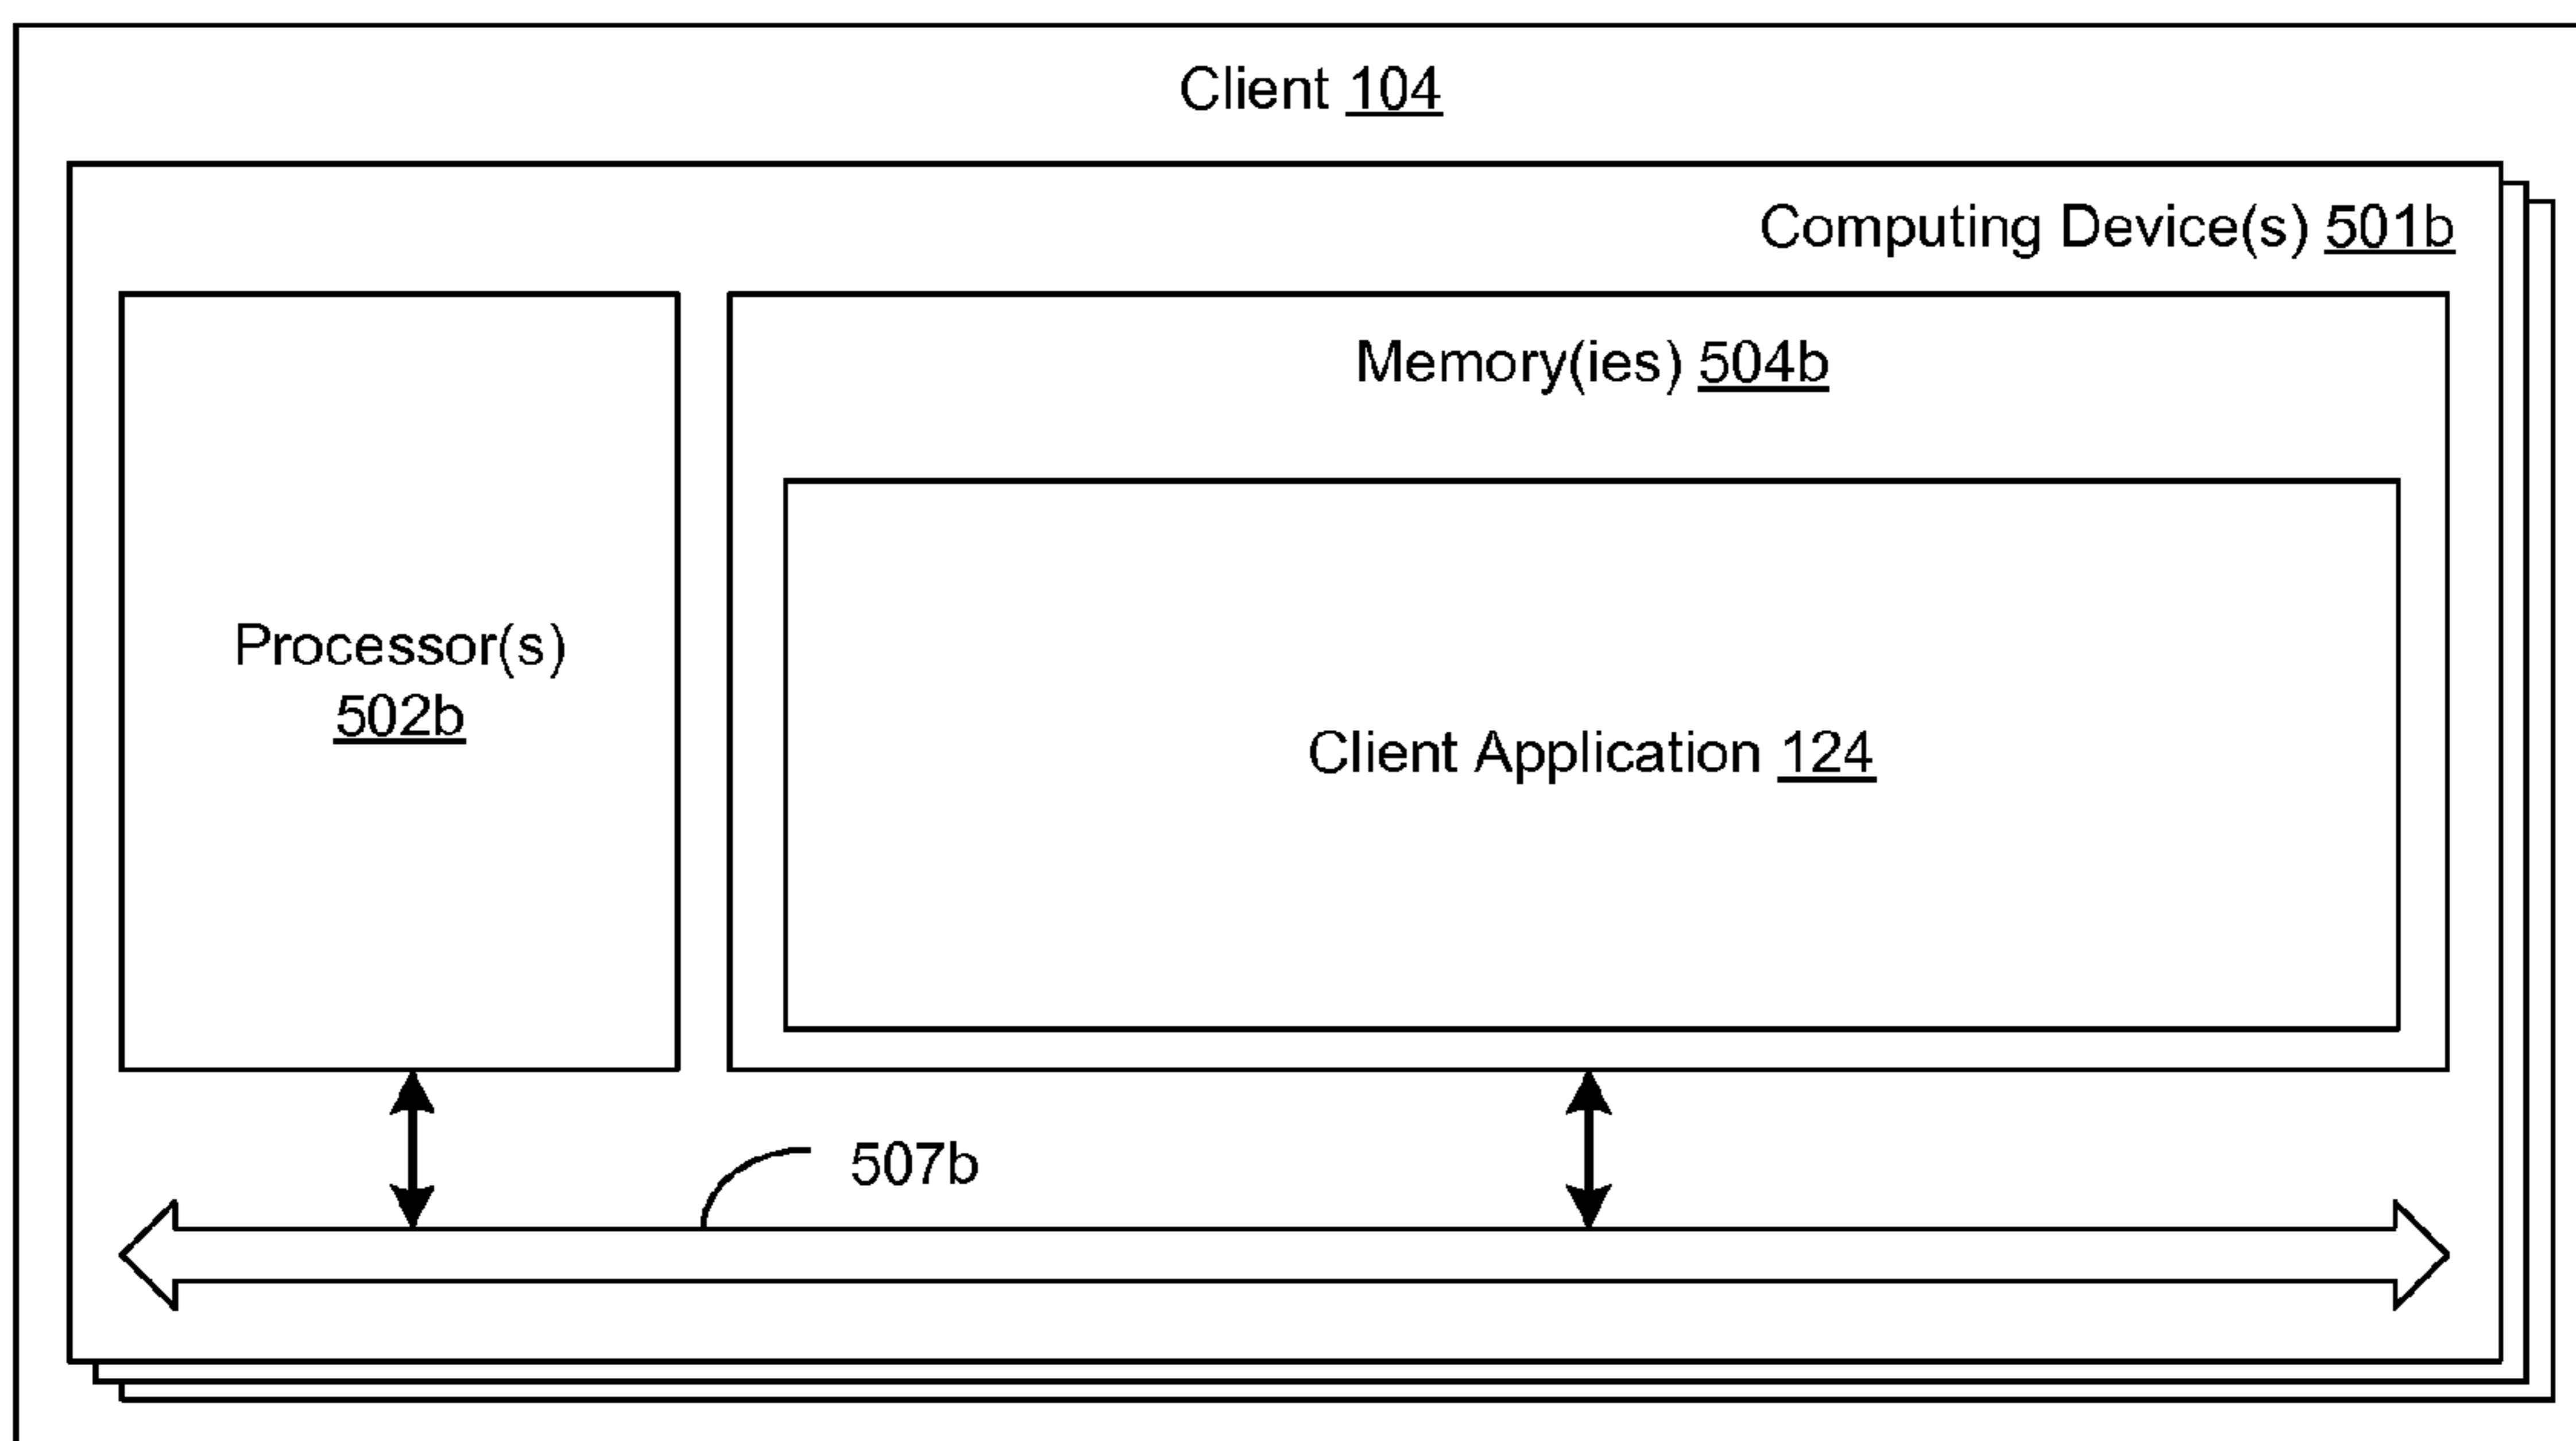 Client 104
Computing Device(s) 501b
Memory(ies) 504b
Processor(s)
502b
Client Application 124
507b